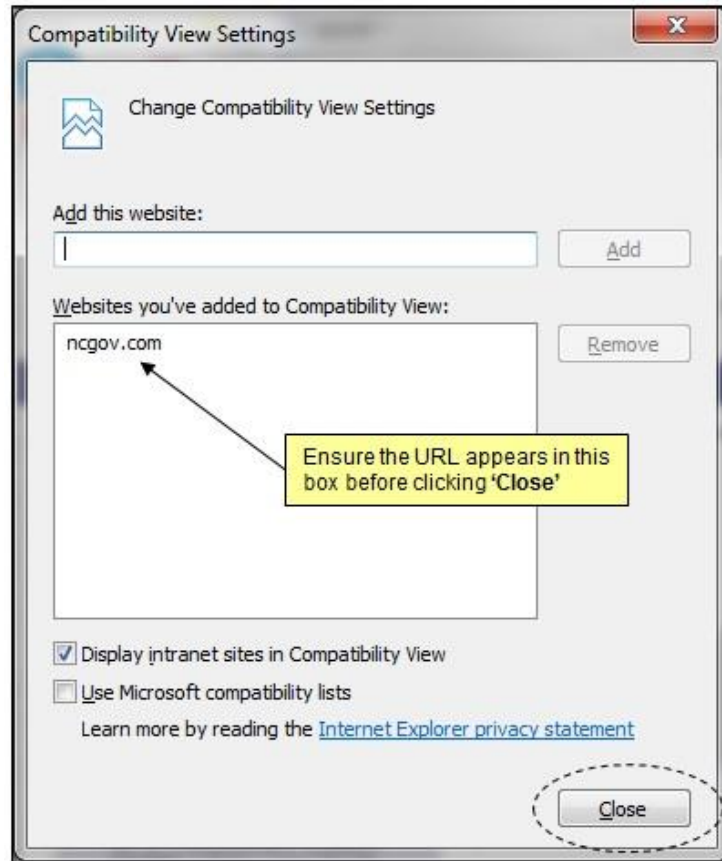 Compatibility View Settings
Change Compatibility View Settings
Add this website:
Add
Websites you've added to Compatibility View:
ncgov.com
Remove
Ensure the URL appears in this
box before clicking 'Close'
Display intranet sites in Compatibility View
Use Microsoft compatibility lists
Learn more by reading the Internet Explorer privacy statement
Close